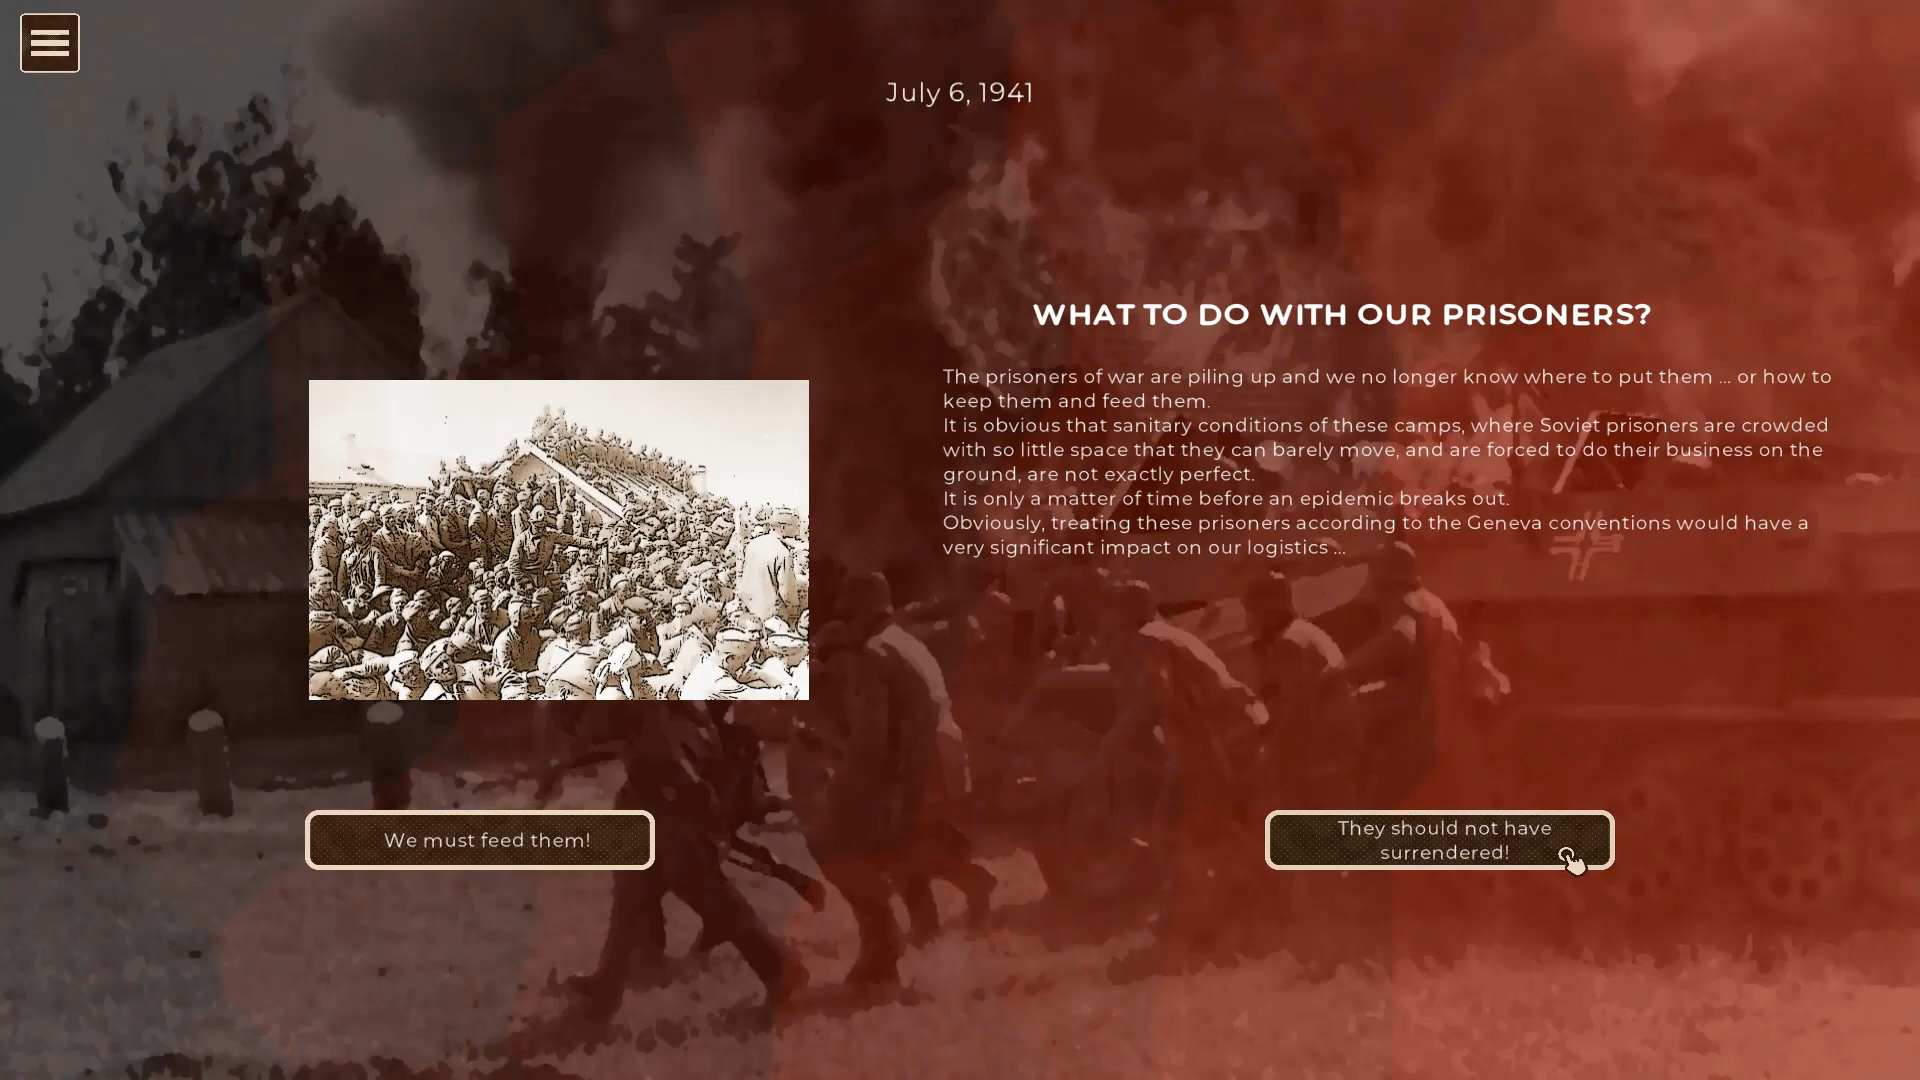 July 6, 1941
WHAT TO DO WITH OUR PRISONERS?
The prisoners of war are piling up and we no longer know where to put them ... or how to
keep them and feed them.
It is obvious that sanitary conditions of these camps, where Soviet prisoners are crowded
with so little space that they can barely move, and are forced to do their business on the
ground, are not exactly perfect.
It is only a matter of time before an epidemic breaks out.
Obviously, treating these prisoners according to the Geneva conventions would have a
very significant impact on our logistics ...
We must feed them!
They should not have
surrendered!